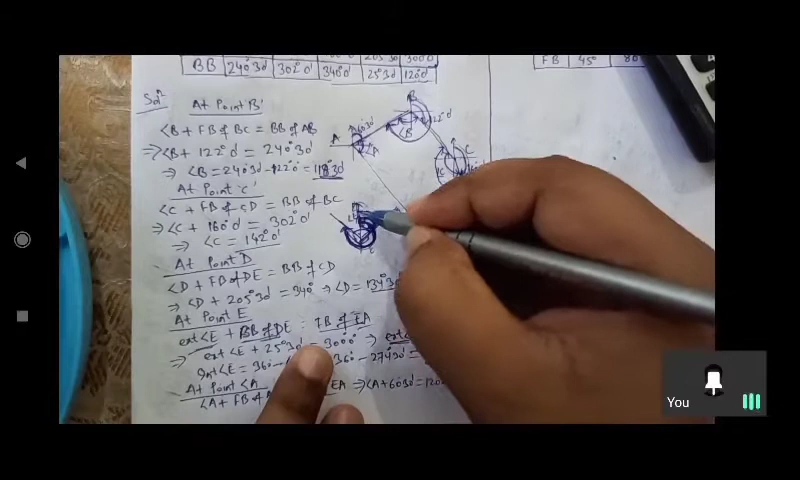 BB 240°30' 302°0' 340°0' 25°30' 120°0'
FB 45°
Sol^n
At Point 'B'
∠B + FB of BC = BB of AB
⇒ ∠B + 122°0' = 240°30'
⇒ ∠B = 240°30' - 122°0' = 118°30'
At Point 'C'
∠C + FB of CD = BB of BC
⇒ ∠C + 160°0' = 302°0'
⇒ ∠C = 142°0'
At Point D
∠D + FB of DE = BB of CD
⇒ ∠D + 205°30' = 340° ⇒ ∠D = 134°30'
At Point E
ext∠E + BB of DE = FB of EA
⇒ ext∠E + 25°30' = 300°0' ⇒
Int∠E = 360° - 360° - 274°30' =
At Point ∠A
∠A + FB of EA ⇒ ∠A + 60°30' = 120
A
B
∠B
C
∠A
You